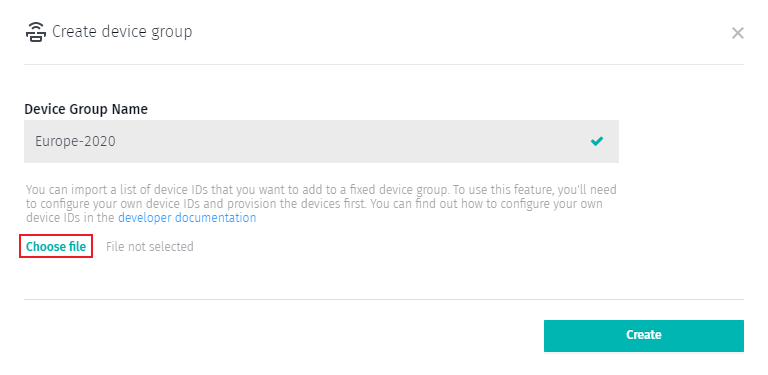 Create device group
Device Group Name
Europe-2020
You can import a list of device IDs that you want to add to a fixed device group. To use this feature, you'll need
to configure your own device IDs and provision the devices first. You can find out how to configure your own
device IDs in the developer documentation
Choose file File not selected
Create